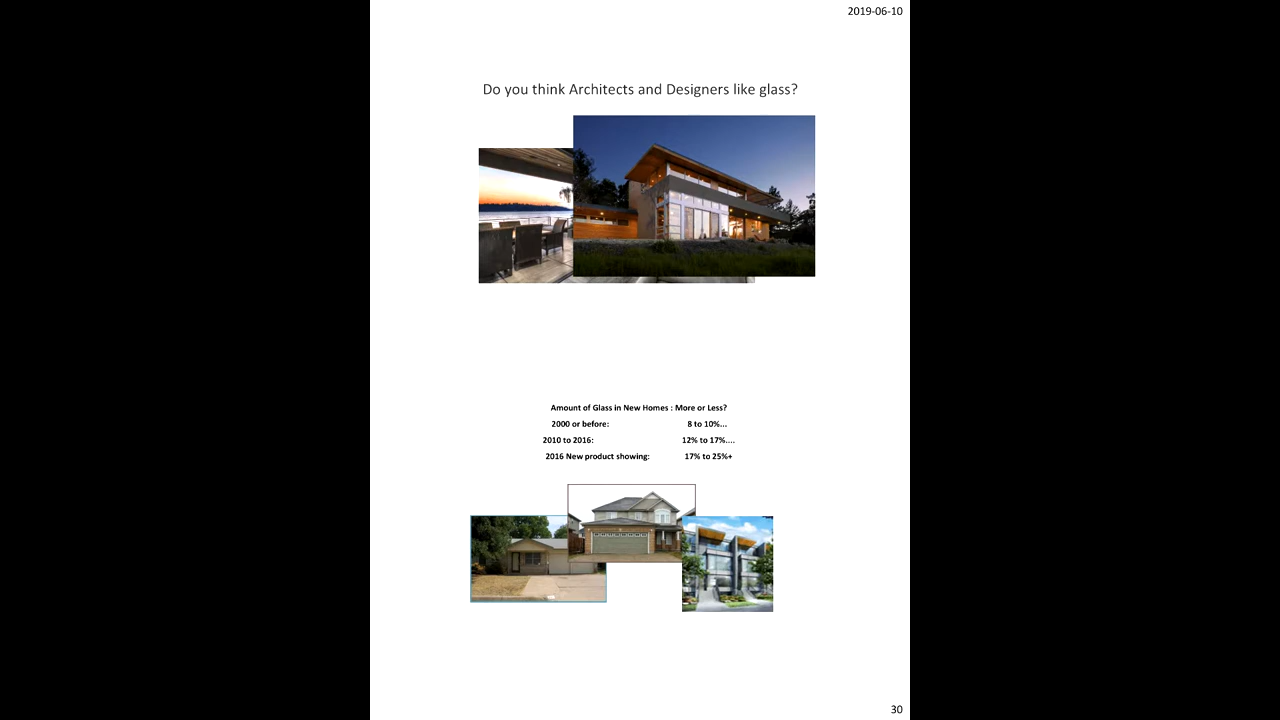 2019-06-10
Do you think Architects and Designers like glass?
Amount of Glass in New Homes : More or Less?
2000 or before: 8 to 10%...
2010 to 2016: 12% to 17%....
2016 New product showing: 17% to 25%+
30